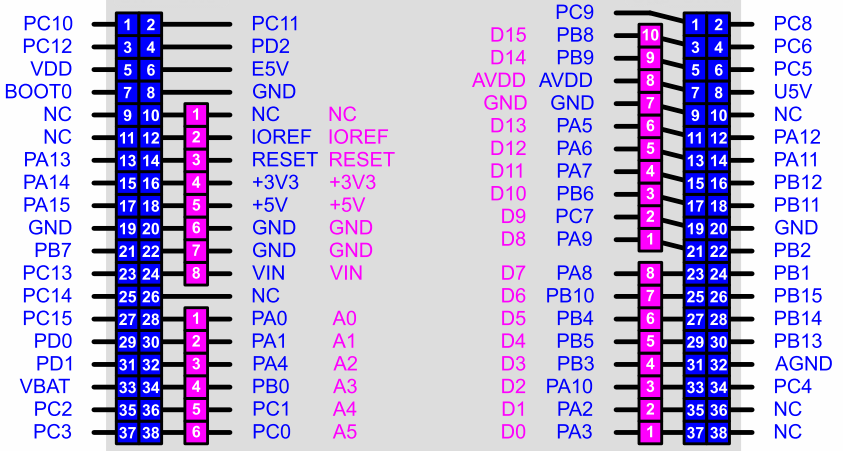 PC10 1 2 PC11 PC9 1 2 PC8
PC12 3 4 PD2 D15 PB8 10 3 4 PC6
VDD 5 6 E5V D14 PB9 9 5 6 PC5
BOOT0 7 8 GND AVDD AVDD 8 7 8 U5V
NC 9 10 1 NC NC GND GND 7 9 10 NC
NC 11 12 2 IOREF IOREF D13 PA5 6 11 12 PA12
PA13 13 14 3 RESET RESET D12 PA6 5 13 14 PA11
PA14 15 16 4 +3V3 +3V3 D11 PA7 4 15 16 PB12
PA15 17 18 5 +5V +5V D10 PB6 3 17 18 PB11
GND 19 20 6 GND GND D9 PC7 2 19 20 GND
PB7 21 22 7 GND GND D8 PA9 1 21 22 PB2
PC13 23 24 8 VIN VIN D7 PA8 8 23 24 PB1
PC14 25 26 NC D6 PB10 7 25 26 PB15
PC15 27 28 1 PA0 A0 D5 PB4 6 27 28 PB14
PD0 29 30 2 PA1 A1 D4 PB5 5 29 30 PB13
PD1 31 32 3 PA4 A2 D3 PB3 4 31 32 AGND
VBAT 33 34 4 PB0 A3 D2 PA10 3 33 34 PC4
PC2 35 36 5 PC1 A4 D1 PA2 2 35 36 NC
PC3 37 38 6 PC0 A5 D0 PA3 1 37 38 NC